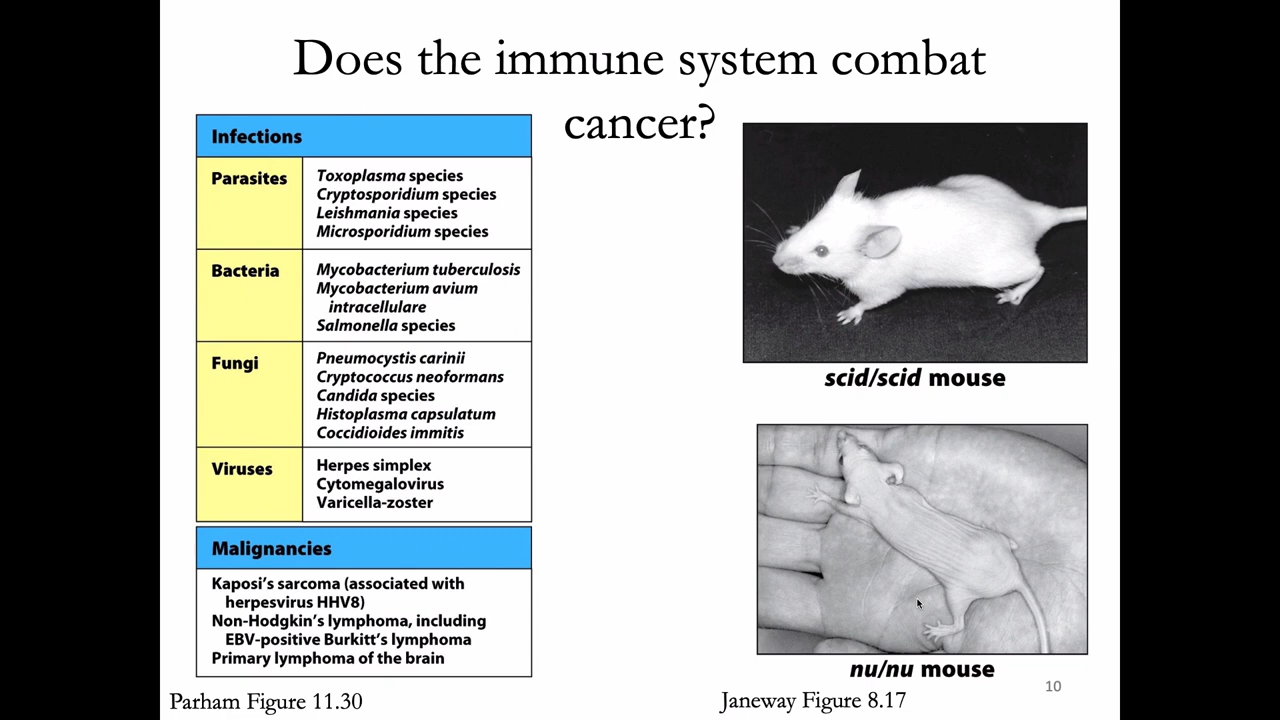 Does the immune system combat
cancer?
Infections
Parasites
Toxoplasma species
Cryptosporidium species
Leishmania species
Microsporidium species
Bacteria
Mycobacterium tuberculosis
Mycobacterium avium
intracellulare
Salmonella species
Fungi
Pneumocystis carinii
Cryptococcus neoformans
Candida species
Histoplasma capsulatum
Coccidioides immitis
Viruses
Herpes simplex
Cytomegalovirus
Varicella-zoster
Malignancies
Kaposi's sarcoma (associated with
herpesvirus HHV8)
Non-Hodgkin's lymphoma, including
EBV-positive Burkitt's lymphoma
Primary lymphoma of the brain
Parham Figure 11.30
scid/scid mouse
nu/nu mouse
Janeway Figure 8.17
10